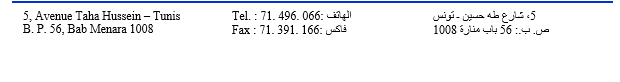 5, Avenue Taha Hussein – Tunis Tel. : 71. 496. 066: الهاتف 5، شارع طه حسين ـ تونس
B. P. 56, Bab Menara 1008 Fax : 71. 391. 166: فاكس ص. ب.: 56 باب منارة 1008